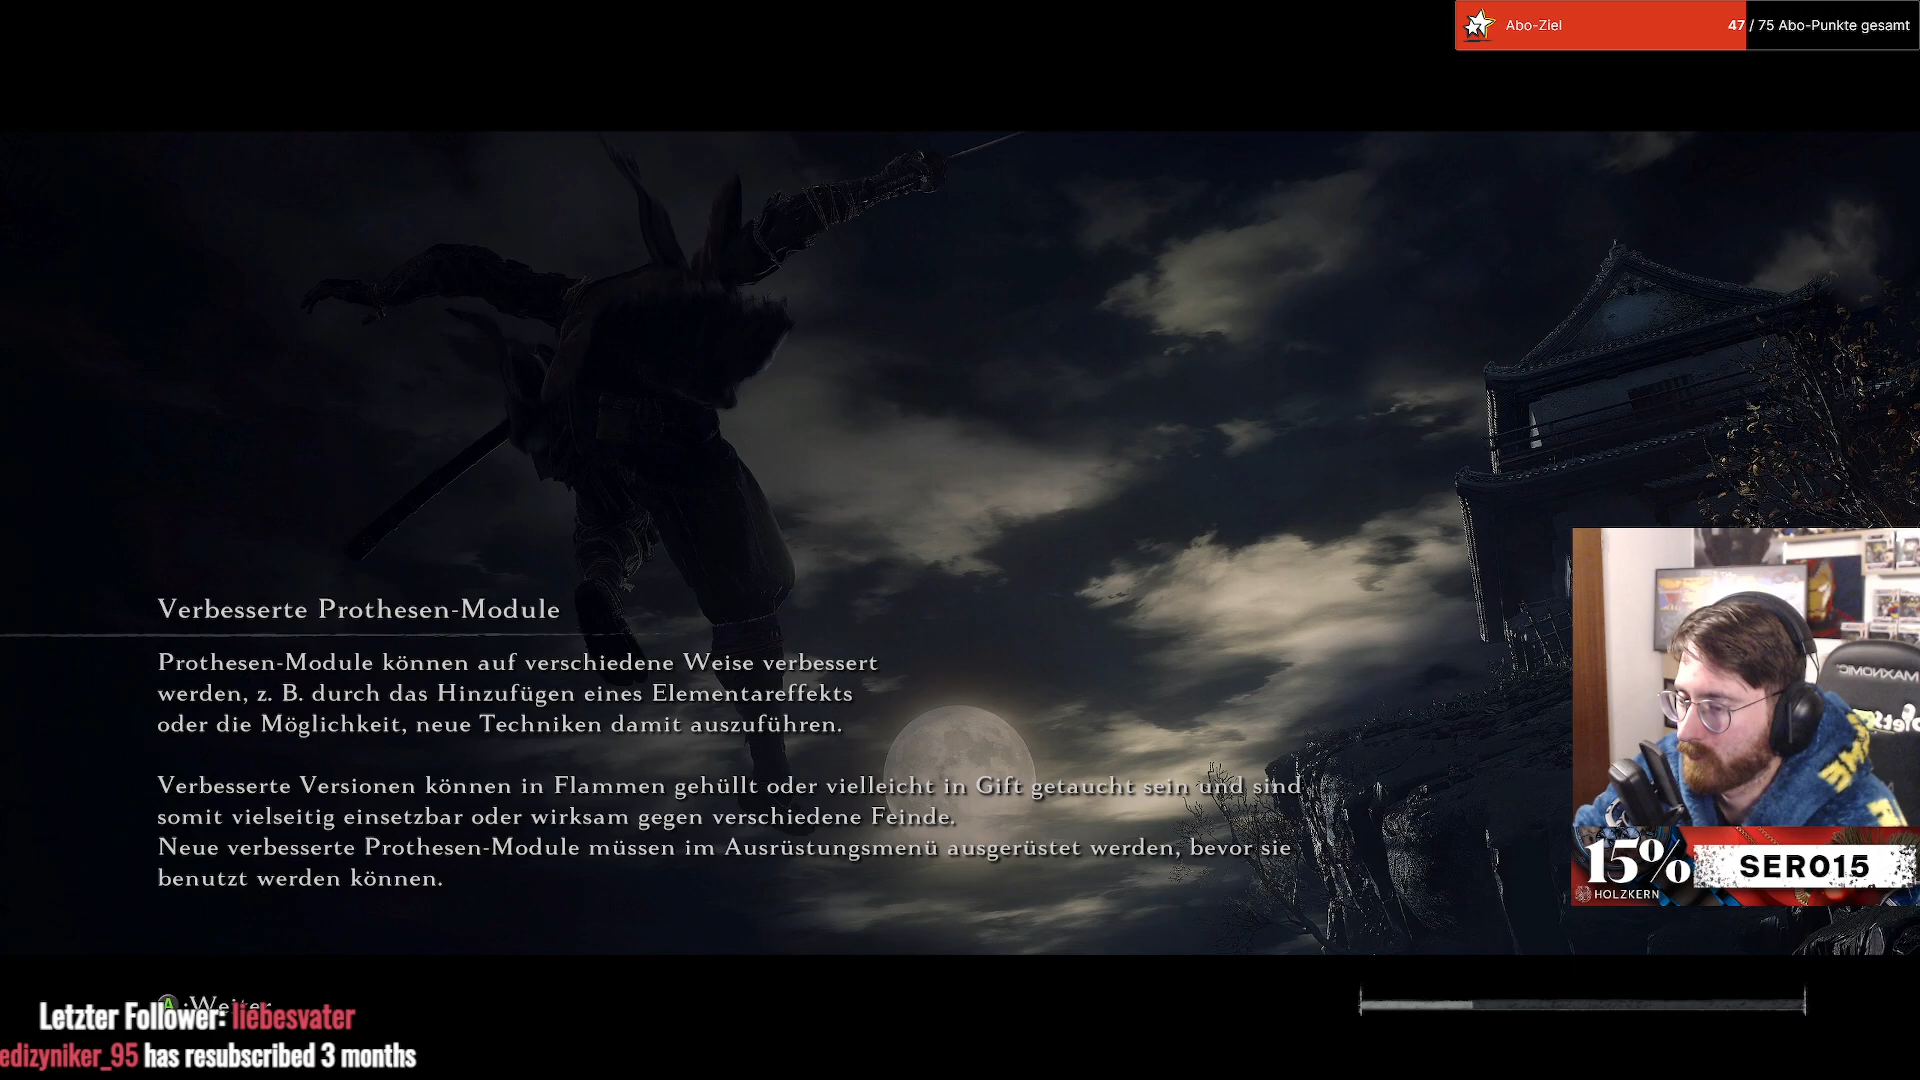 Abo-Ziel
47 / 75 Abo-Punkte gesamt
Verbesserte Prothesen-Module
Prothesen-Module können auf verschiedene Weise verbessert
werden, z. B. durch das Hinzufügen eines Elementareffekts
oder die Möglichkeit, neue Techniken damit auszuführen.
Verbesserte Versionen können in Flammen gehüllt oder vielleicht in Gift getaucht sein und sind
somit vielseitig einsetzbar oder wirksam gegen verschiedene Feinde.
Neue verbesserte Prothesen-Module müssen im Ausrüstungsmenü ausgerüstet werden, bevor sie
benutzt werden können.
MAXNOMIC
15%
SERO15
HOLZKERN
A :Weiter
Letzter Follower: liebesvater
edizyniker_95 has resubscribed 3 months